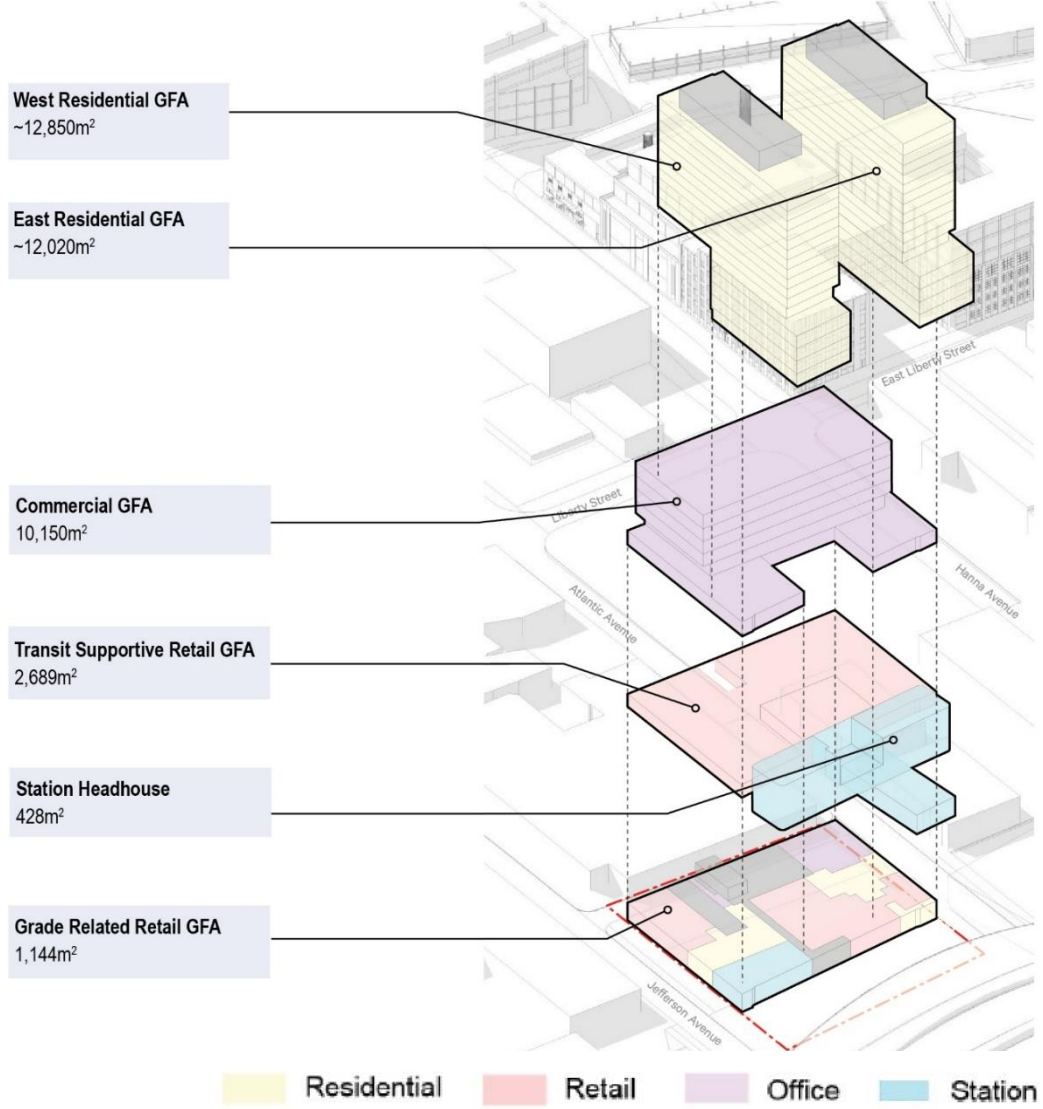 West Residential GFA
~12,850m²
East Residential GFA
~12,020m²
East Liberty Street
Commercial GFA
10,150m²
Liberty Street
Hanna Avenue
Atlantic Avenue
Transit Supportive Retail GFA
2,689m²
Station Headhouse
428m²
Grade Related Retail GFA
1,144m²
Jefferson Avenue
Residential Retail Office Station